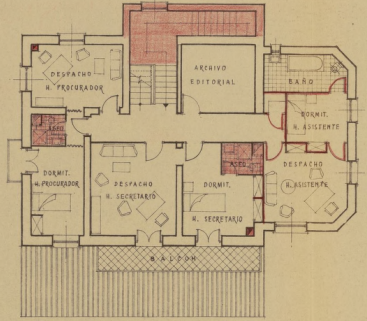 DESPACHO
H. PROCURADOR
ARCHIVO
EDITORIAL
BAÑO
ASEO
DORMIT.
H. ASISTENTE
DORMIT.
H. PROCURADOR
DESPACHO
H. SECRETARIO
DORMIT.
H. SECRETARIO
ASEO
DESPACHO
H. ASISTENTE
BALCON